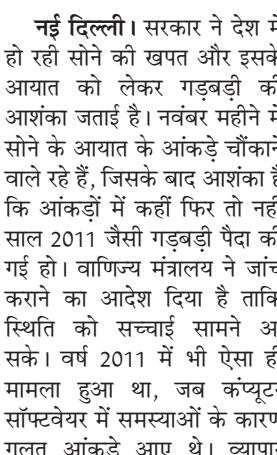 नई दिल्ली। सरकार ने देश में
हो रही सोने की खपत और इसके
आयात को लेकर गड़बड़ी की
आशंका जताई है। नवंबर महीने में
सोने के आयात के आंकड़े चौंकाने
वाले रहे हैं, जिसके बाद आशंका है
कि आंकड़ों में कहीं फिर तो नहीं
साल 2011 जैसी गड़बड़ी पैदा की
गई हो। वाणिज्य मंत्रालय ने जांच
कराने का आदेश दिया है ताकि
स्थिति को सच्चाई सामने आ
सके। वर्ष 2011 में भी ऐसा ही
मामला हुआ था, जब कंप्यूटर
सॉफ्टवेयर में समस्याओं के कारण
गलत आंकड़े आए थे। व्यापार